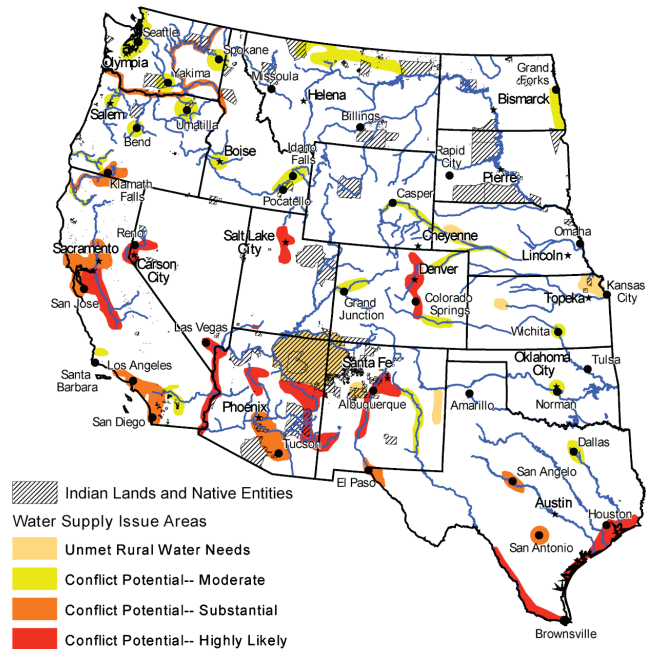 Seattle
Olympia
Spokane
Yakima
Missoula
Grand
Forks
Helena
Bismarck
Salem
Umatilla
Billings
Bend
Boise
Idaho
Falls
Rapid
City
Pierre
Klamath
Falls
Pocatello
Casper
Reno
Salt Lake
City
Cheyenne
Omaha
Sacramento
Carson
City
Lincoln
Denver
Kansas
City
San Jose
Grand
Junction
Colorado
Springs
Topeka
Las Vegas
Wichita
Santa
Barbara
Los Angeles
Santa Fe
Oklahoma
City
Tulsa
Phoenix
Albuquerque
Amarillo
Norman
San Diego
Tucson
Dallas
El Paso
San Angelo
Austin
Houston
San Antonio
Brownsville
Indian Lands and Native Entities
Water Supply Issue Areas
Unmet Rural Water Needs
Conflict Potential-- Moderate
Conflict Potential-- Substantial
Conflict Potential-- Highly Likely